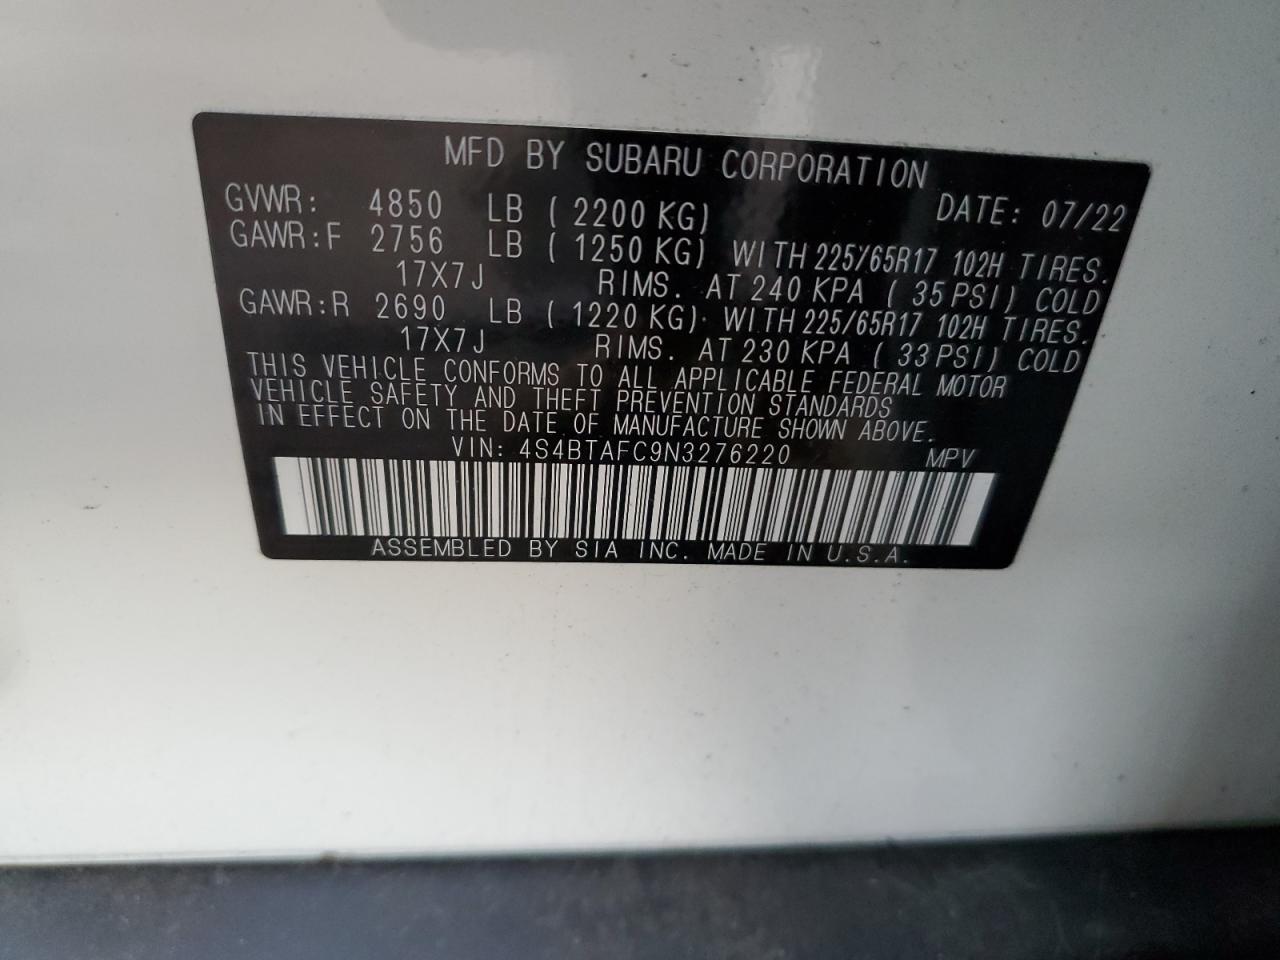 MFD BY SUBARU CORPORATION
GVWR: 4850 LB ( 2200 KG) DATE: 07/22
GAWR:F 2756 LB ( 1250 KG) WITH 225/65R17 102H TIRES.
17X7J RIMS. AT 240 KPA ( 35 PSI) COLD
GAWR:R 2690 LB ( 1220 KG) WITH 225/65R17 102H TIRES.
17X7J RIMS. AT 230 KPA ( 33 PSI) COLD
THIS VEHICLE CONFORMS TO ALL APPLICABLE FEDERAL MOTOR
VEHICLE SAFETY AND THEFT PREVENTION STANDARDS
IN EFFECT ON THE DATE OF MANUFACTURE SHOWN ABOVE.
VIN: 4S4BTAFC9N3276220 MPV
ASSEMBLED BY SIA INC. MADE IN U.S.A.